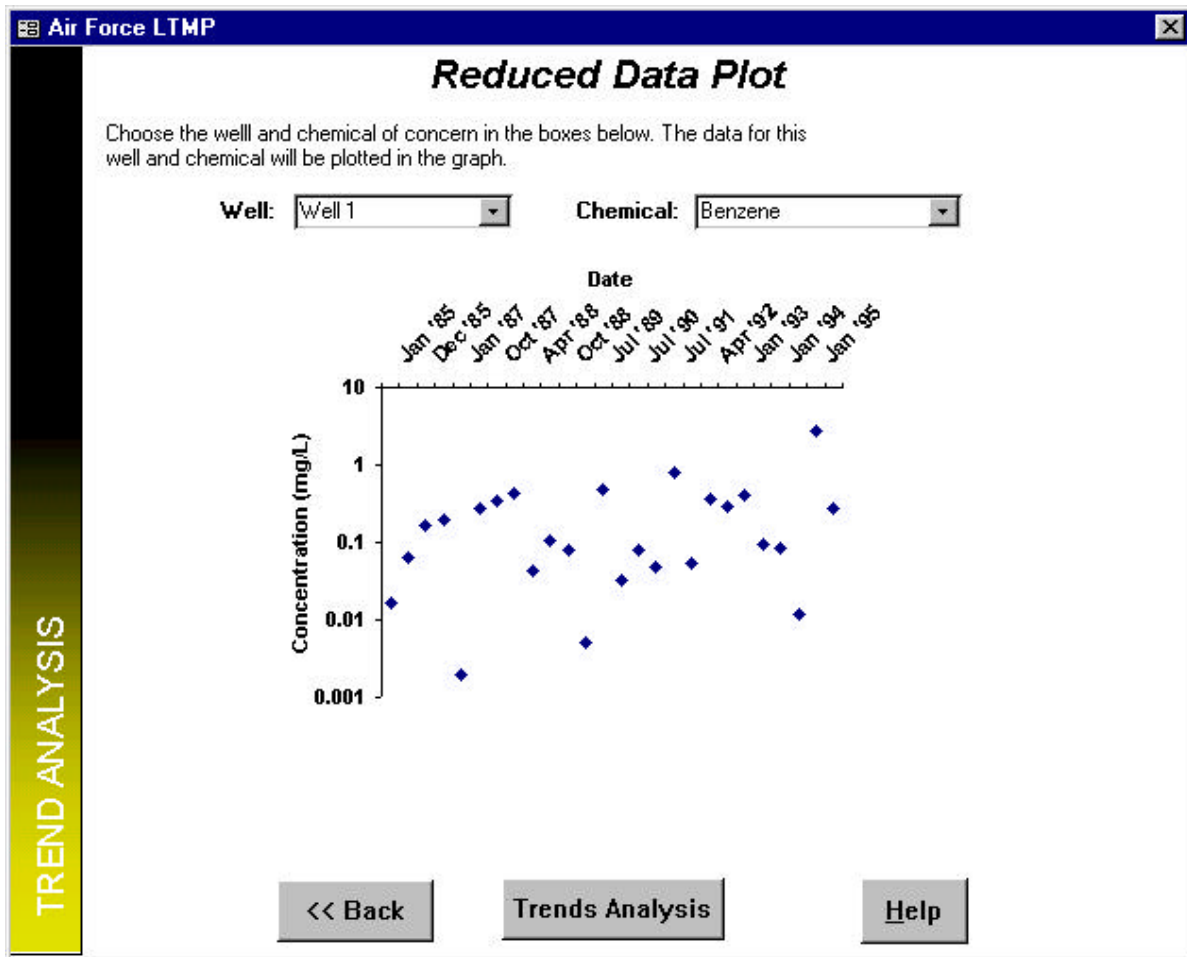 Air Force LTMP
Reduced Data Plot
Choose the welll and chemical of concern in the boxes below. The data for this
well and chemical will be plotted in the graph.
Well: Well 1 Chemical: Benzene
Date
Jan '85 Dec '85 Jan '87 Oct '87 Apr '88 Oct '88 Jul '89 Jul '90 Jul '91 Apr '92 Jan '93 Jan '94 Jan '95
Concentration (mg/L)
10
1
0.1
0.01
0.001
TREND ANALYSIS
<< Back Trends Analysis Help